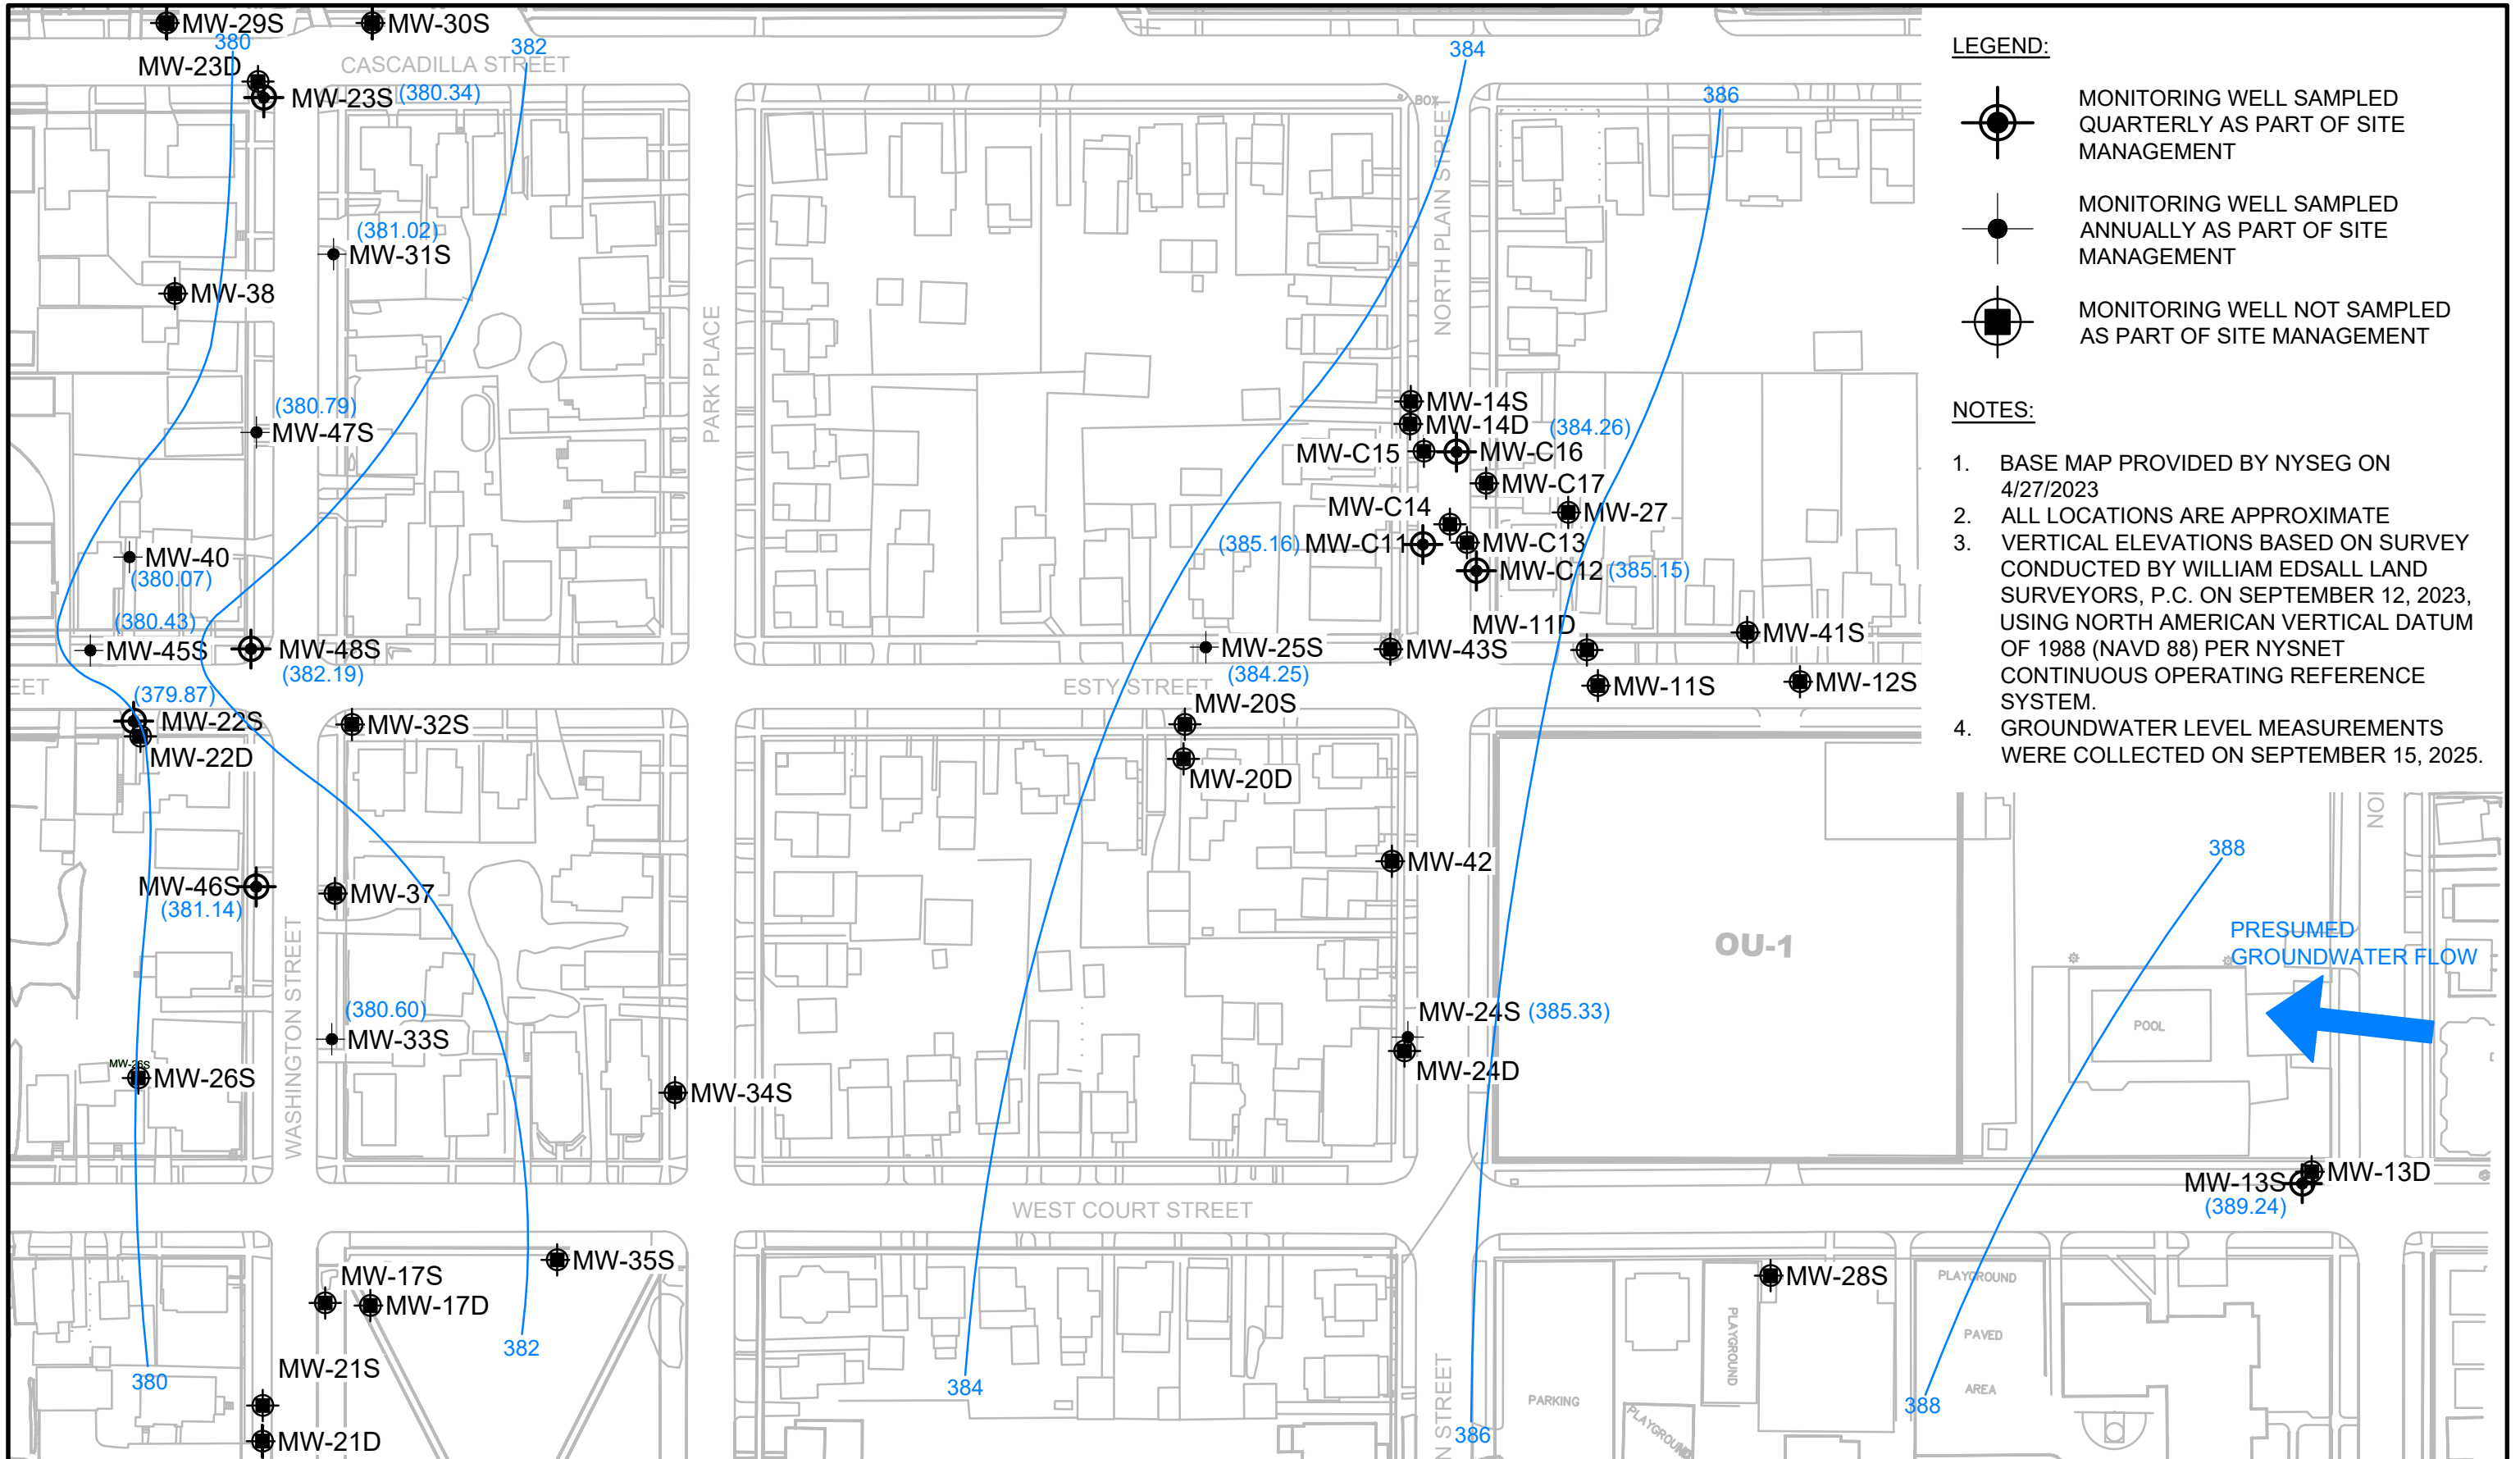 MW-29S
MW-30S
380
382
384
CASCADILLA STREET
MW-23D
MW-23S (380.34)
BOX
386
NORTH PLAIN STREET
(381.02)
MW-31S
MW-38
PARK PLACE
(380.79)
MW-47S
MW-14S
MW-14D (384.26)
MW-C15
MW-C16
MW-C17
MW-C14
MW-27
(385.16) MW-C11
MW-C13
MW-C12 (385.15)
MW-40
(380.07)
(380.43)
MW-45S
MW-48S
(382.19)
MW-25S
(384.25)
MW-43S
MW-11D
MW-41S
MW-11S
MW-12S
EET
ESTY STREET
(379.87)
MW-22S
MW-22D
MW-32S
MW-20S
MW-20D
MW-46S
(381.14)
MW-37
MW-42
WASHINGTON STREET
(380.60)
MW-33S
MW-24S (385.33)
MW-24D
MW-26S
MW-26S
MW-34S
OU-1
POOL
388
PRESUMED
GROUNDWATER FLOW
NOI
MW-13S
(389.24)
MW-13D
WEST COURT STREET
MW-35S
MW-17S
MW-17D
MW-28S
PLAYGROUND
PAVED
AREA
PLAYGROUND
PARKING
PLAYGROUND
382
380
384
386
388
MW-21S
MW-21D
N STREET
LEGEND:
MONITORING WELL SAMPLED
QUARTERLY AS PART OF SITE
MANAGEMENT
MONITORING WELL SAMPLED
ANNUALLY AS PART OF SITE
MANAGEMENT
MONITORING WELL NOT SAMPLED
AS PART OF SITE MANAGEMENT
NOTES:
1. BASE MAP PROVIDED BY NYSEG ON
4/27/2023
2. ALL LOCATIONS ARE APPROXIMATE
3. VERTICAL ELEVATIONS BASED ON SURVEY
CONDUCTED BY WILLIAM EDSALL LAND
SURVEYORS, P.C. ON SEPTEMBER 12, 2023,
USING NORTH AMERICAN VERTICAL DATUM
OF 1988 (NAVD 88) PER NYSNET
CONTINUOUS OPERATING REFERENCE
SYSTEM.
4. GROUNDWATER LEVEL MEASUREMENTS
WERE COLLECTED ON SEPTEMBER 15, 2025.